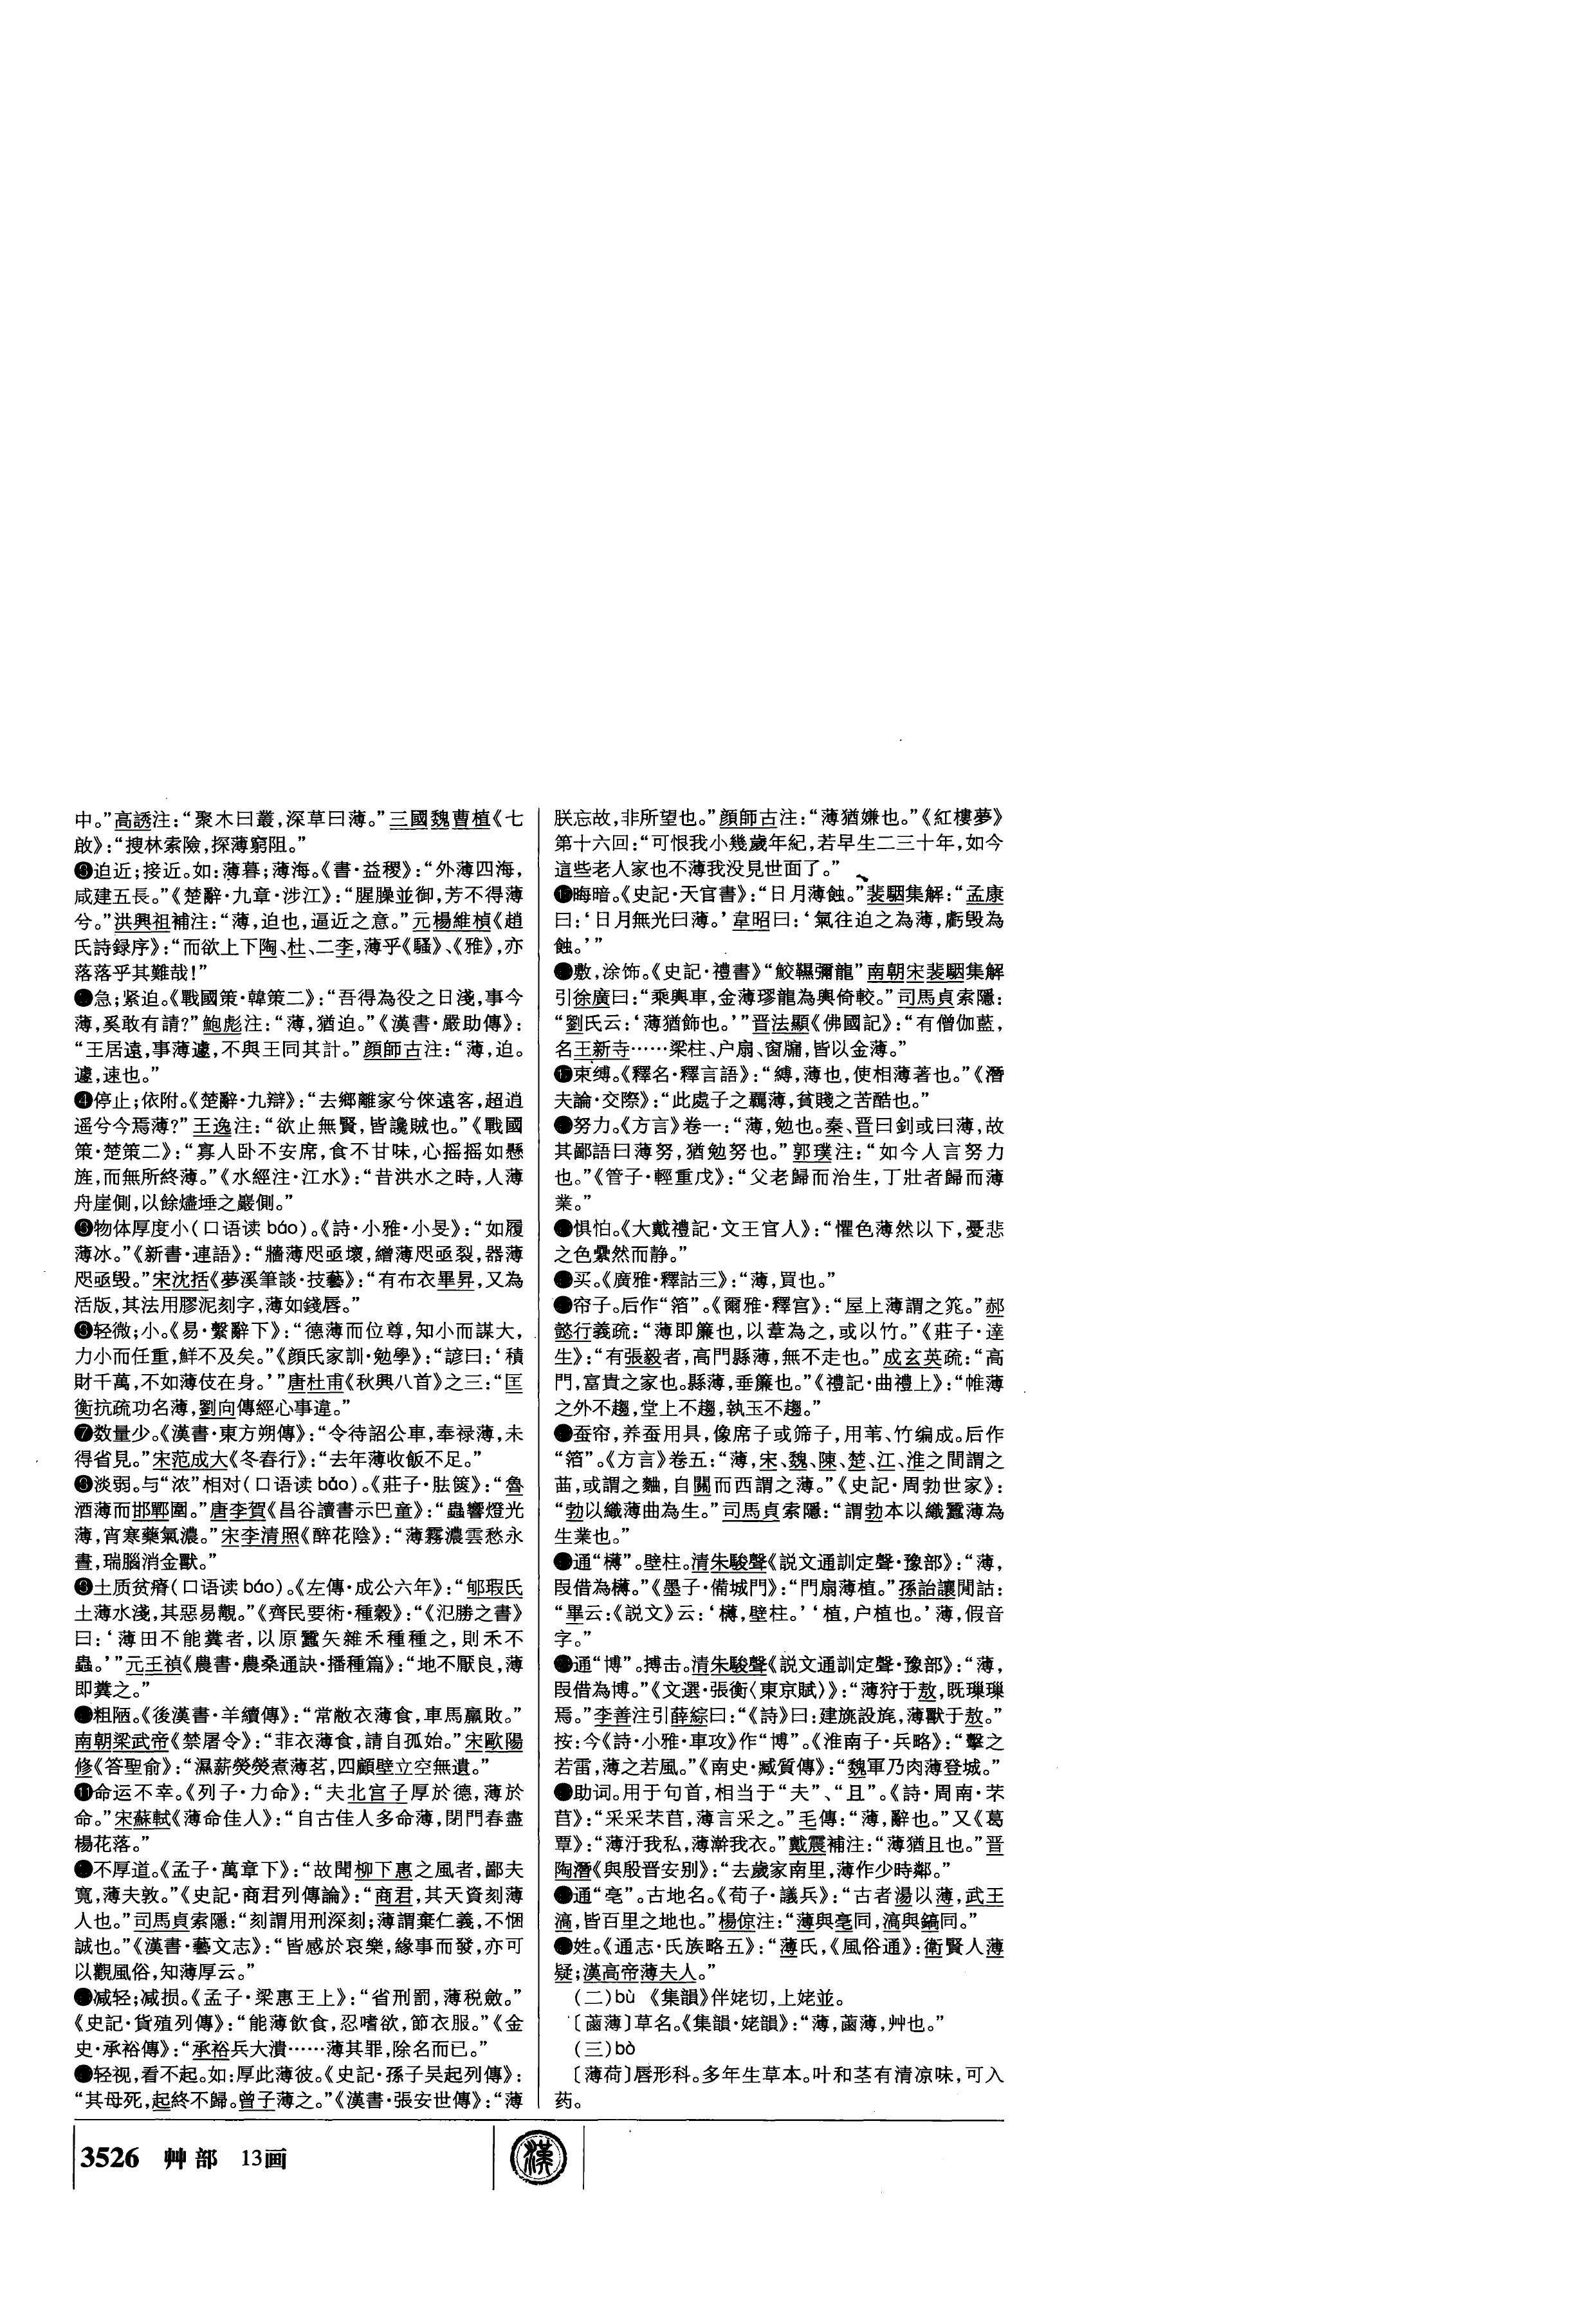 中。”高誘注：“聚木曰叢，深草曰薄。”三國魏曹植《七
啟》：“搜林索險，探薄窮阻。”
迫近；接近。如：薄暮；薄海。《書·益稷》：“外薄四海，
咸建五長。”《楚辭·九章·涉江》：“腥臊並御，芳不得薄
兮。”洪興祖補注：“薄，迫也，逼近之意。”元楊維楨《趙
氏詩録序》：“而欲上下陶、杜、二李，薄乎《騷》、《雅》，亦
落落乎其難哉！”
急；紧迫。《戰國策·韓策二》：“吾得為役之日淺，事今
薄，奚敢有請？”鮑彪注：“薄，猶迫。”《漢書·嚴助傳》：
“王居遠，事薄遽，不與王同其計。”顔師古注：“薄，迫。
遽，速也。”
❹停止；依附。《楚辭·九辯》：“去鄉離家兮倈遠客，超逍
遥兮今焉薄？”王逸注：“欲止無賢，皆讒賊也。”《戰國
策·楚策二》：“寡人卧不安席，食不甘味，心摇摇如懸
旌，而無所終薄。”《水經注·江水》：“昔洪水之時，人薄
舟崖側，以餘燼埵之巖側。”
物体厚度小（口语读 báo）。《詩·小雅·小旻》：“如履
薄冰。”《新書·連語》：“牆薄咫亟壞，繒薄咫亟裂，器薄
咫亟毁。”宋沈括《夢溪筆談·技藝》：“有布衣畢昇，又為
活版，其法用膠泥刻字，薄如錢唇。”
轻微；小。《易·繫辭下》：“德薄而位尊，知小而謀大，
力小而任重，鮮不及矣。”《顔氏家訓·勉學》：“諺曰：‘積
財千萬，不如薄伎在身。’”唐杜甫《秋興八首》之三：“匡
衡抗疏功名薄，劉向傳經心事違。”
❼数量少。《漢書·東方朔傳》：“令待詔公車，奉禄薄，未
得省見。”宋范成大《冬舂行》：“去年薄收飯不足。”
淡弱。与“浓”相对（口语读 báo）。《莊子·胠篋》：“魯
酒薄而邯鄲圍。”唐李賀《昌谷讀書示巴童》：“蟲響燈光
薄，宵寒藥氣濃。”宋李清照《醉花陰》：“薄霧濃雲愁永
晝，瑞腦消金獸。”
土质贫瘠（口语读 báo）。《左傳·成公六年》：“郇瑕氏
土薄水淺，其惡易覯。”《齊民要術·種穀》：“《氾勝之書》
曰：‘薄田不能糞者，以原蠶矢雜禾種種之，則禾不
蟲。’”元王禎《農書·農桑通訣·播種篇》：“地不厭良，薄
即糞之。”
粗陋。《後漢書·羊續傳》：“常敝衣薄食，車馬羸敗。”
南朝梁武帝《禁屠令》：“菲衣薄食，請自孤始。”宋歐陽
修《答聖俞》：“濕薪熒熒煮薄茗，四顧壁立空無遺。”
⓫命运不幸。《列子·力命》：“夫北宫子厚於德，薄於
命。”宋蘇軾《薄命佳人》：“自古佳人多命薄，閉門春盡
楊花落。”
不厚道。《孟子·萬章下》：“故聞柳下惠之風者，鄙夫
寬，薄夫敦。”《史記·商君列傳論》：“商君，其天資刻薄
人也。”司馬貞索隱：“刻謂用刑深刻；薄謂棄仁義，不悃
誠也。”《漢書·藝文志》：“皆感於哀樂，緣事而發，亦可
以觀風俗，知薄厚云。”
减轻；减损。《孟子·梁惠王上》：“省刑罰，薄税斂。”
《史記·貨殖列傳》：“能薄飲食，忍嗜欲，節衣服。”《金
史·承裕傳》：“承裕兵大潰……薄其罪，除名而已。”
轻视，看不起。如：厚此薄彼。《史記·孫子吴起列傳》：
“其母死，起終不歸。曾子薄之。”《漢書·張安世傳》：“薄
朕忘故，非所望也。”顔師古注：“薄猶嫌也。”《紅樓夢》
第十六回：“可恨我小幾歲年紀，若早生二三十年，如今
這些老人家也不薄我没見世面了。”
晦暗。《史記·天官書》：“日月薄蝕。”裴駰集解：“孟康
曰：‘日月無光曰薄。’韋昭曰：‘氣往迫之為薄，虧毁為
蝕。’”
敷，涂饰。《史記·禮書》“鮫韅彌龍”南朝宋裴駰集解
引徐廣曰：“乘輿車，金薄璆龍為輿倚較。”司馬貞索隱：
“劉氏云：‘薄猶飾也。’”晋法顯《佛國記》：“有僧伽藍，
名王新寺……梁柱、户扇、窗牖，皆以金薄。”
束缚。《釋名·釋言語》：“縛，薄也，使相薄著也。”《潛
夫論·交際》：“此處子之羈薄，貧賤之苦酷也。”
努力。《方言》卷一：“薄，勉也。秦、晋曰釗或曰薄，故
其鄙語曰薄努，猶勉努也。”郭璞注：“如今人言努力
也。”《管子·輕重戊》：“父老歸而治生，丁壯者歸而薄
業。”
惧怕。《大戴禮記·文王官人》：“懼色薄然以下，憂悲
之色纍然而静。”
买。《廣雅·釋詁三》：“薄，買也。”
帘子。后作“箔”。《爾雅·釋宫》：“屋上薄謂之筄。”郝
懿行義疏：“薄即簾也，以葦為之，或以竹。”《莊子·達
生》：“有張毅者，高門縣薄，無不走也。”成玄英疏：“高
門，富貴之家也。縣薄，垂簾也。”《禮記·曲禮上》：“帷薄
之外不趨，堂上不趨，執玉不趨。”
蚕帘，养蚕用具，像席子或筛子，用苇、竹编成。后作
“箔”。《方言》卷五：“薄，宋、魏、陳、楚、江、淮之間謂之
䒼，或謂之麯，自關而西謂之薄。”《史記·周勃世家》：
“勃以織薄曲為生。”司馬貞索隱：“謂勃本以織蠶薄為
生業也。”
通“欂”。壁柱。清朱駿聲《説文通訓定聲·豫部》：“薄，
叚借為欂。”《墨子·備城門》：“門扇薄植。”孫詒讓閒詁：
“畢云：《説文》云：‘欂，壁柱。’‘植，户植也。’薄，假音
字。”
通“博”。搏击。清朱駿聲《説文通訓定聲·豫部》：“薄，
叚借為博。”《文選·張衡〈東京賦〉》：“薄狩于敖，既璅璅
焉。”李善注引薛綜曰：“《詩》曰：建旐設旄，薄獸于敖。”
按：今《詩·小雅·車攻》作“博”。《淮南子·兵略》：“擊之
若雷，薄之若風。”《南史·臧質傳》：“魏軍乃肉薄登城。”
助词。用于句首，相当于“夫”、“且”。《詩·周南·芣
苢》：“采采芣苢，薄言采之。”毛傳：“薄，辭也。”又《葛
覃》：“薄汙我私，薄澣我衣。”戴震補注：“薄猶且也。”晋
陶潛《與殷晋安别》：“去歲家南里，薄作少時鄰。”
通“亳”。古地名。《荀子·議兵》：“古者湯以薄，武王
滈，皆百里之地也。”楊倞注：“薄與亳同，滈與鎬同。”
姓。《通志·氏族略五》：“薄氏，《風俗通》：衛賢人薄
疑；漢高帝薄夫人。”
（二）bù 《集韻》伴姥切，上姥並。
〔蓾薄〕草名。《集韻·姥韻》：“薄，蓾薄，艸也。”
（三）bò
〔薄荷〕唇形科。多年生草本。叶和茎有清凉味，可入
药。
3526 艸部 13画
漢